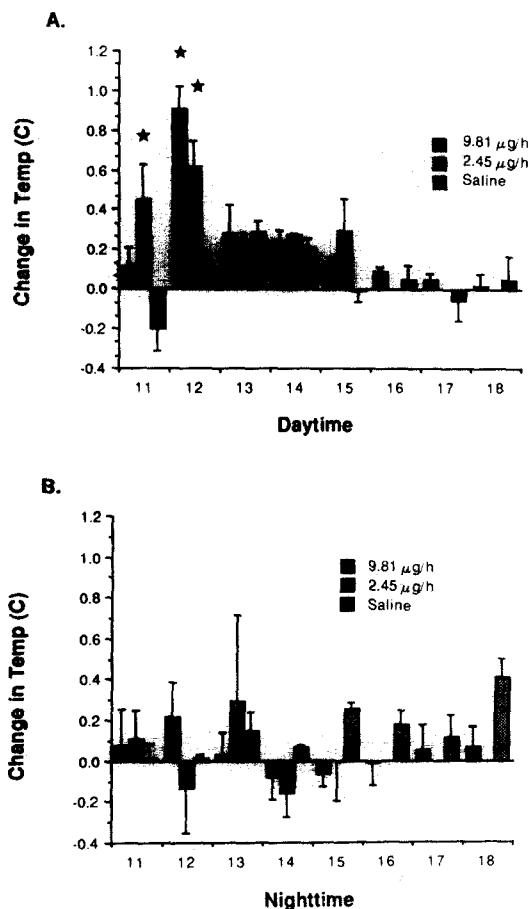 A.
★
★
★
1.2
1.0
0.8
0.6
0.4
0.2
0.0
-0.2
-0.4
Change in Temp (C)
9.81 μg/h
2.45 μg/h
Saline
11 12 13 14 15 16 17 18
Daytime
B.
1.2
1.0
0.8
0.6
0.4
0.2
0.0
-0.2
-0.4
Change in Temp (C)
9.81 μg/h
2.45 μg/h
Saline
11 12 13 14 15 16 17 18
Nighttime